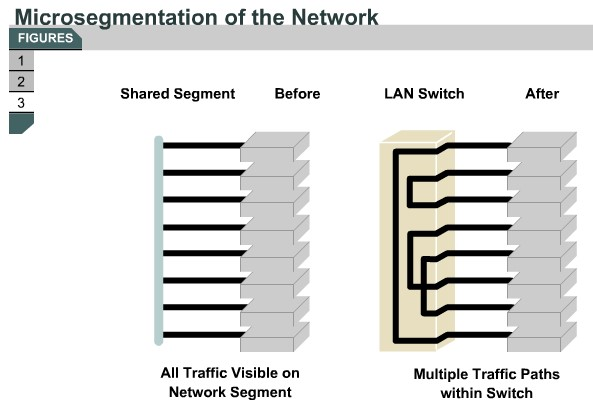 Microsegmentation of the Network
FIGURES
1
2
3
Shared Segment Before LAN Switch After
All Traffic Visible on
Network Segment
Multiple Traffic Paths
within Switch